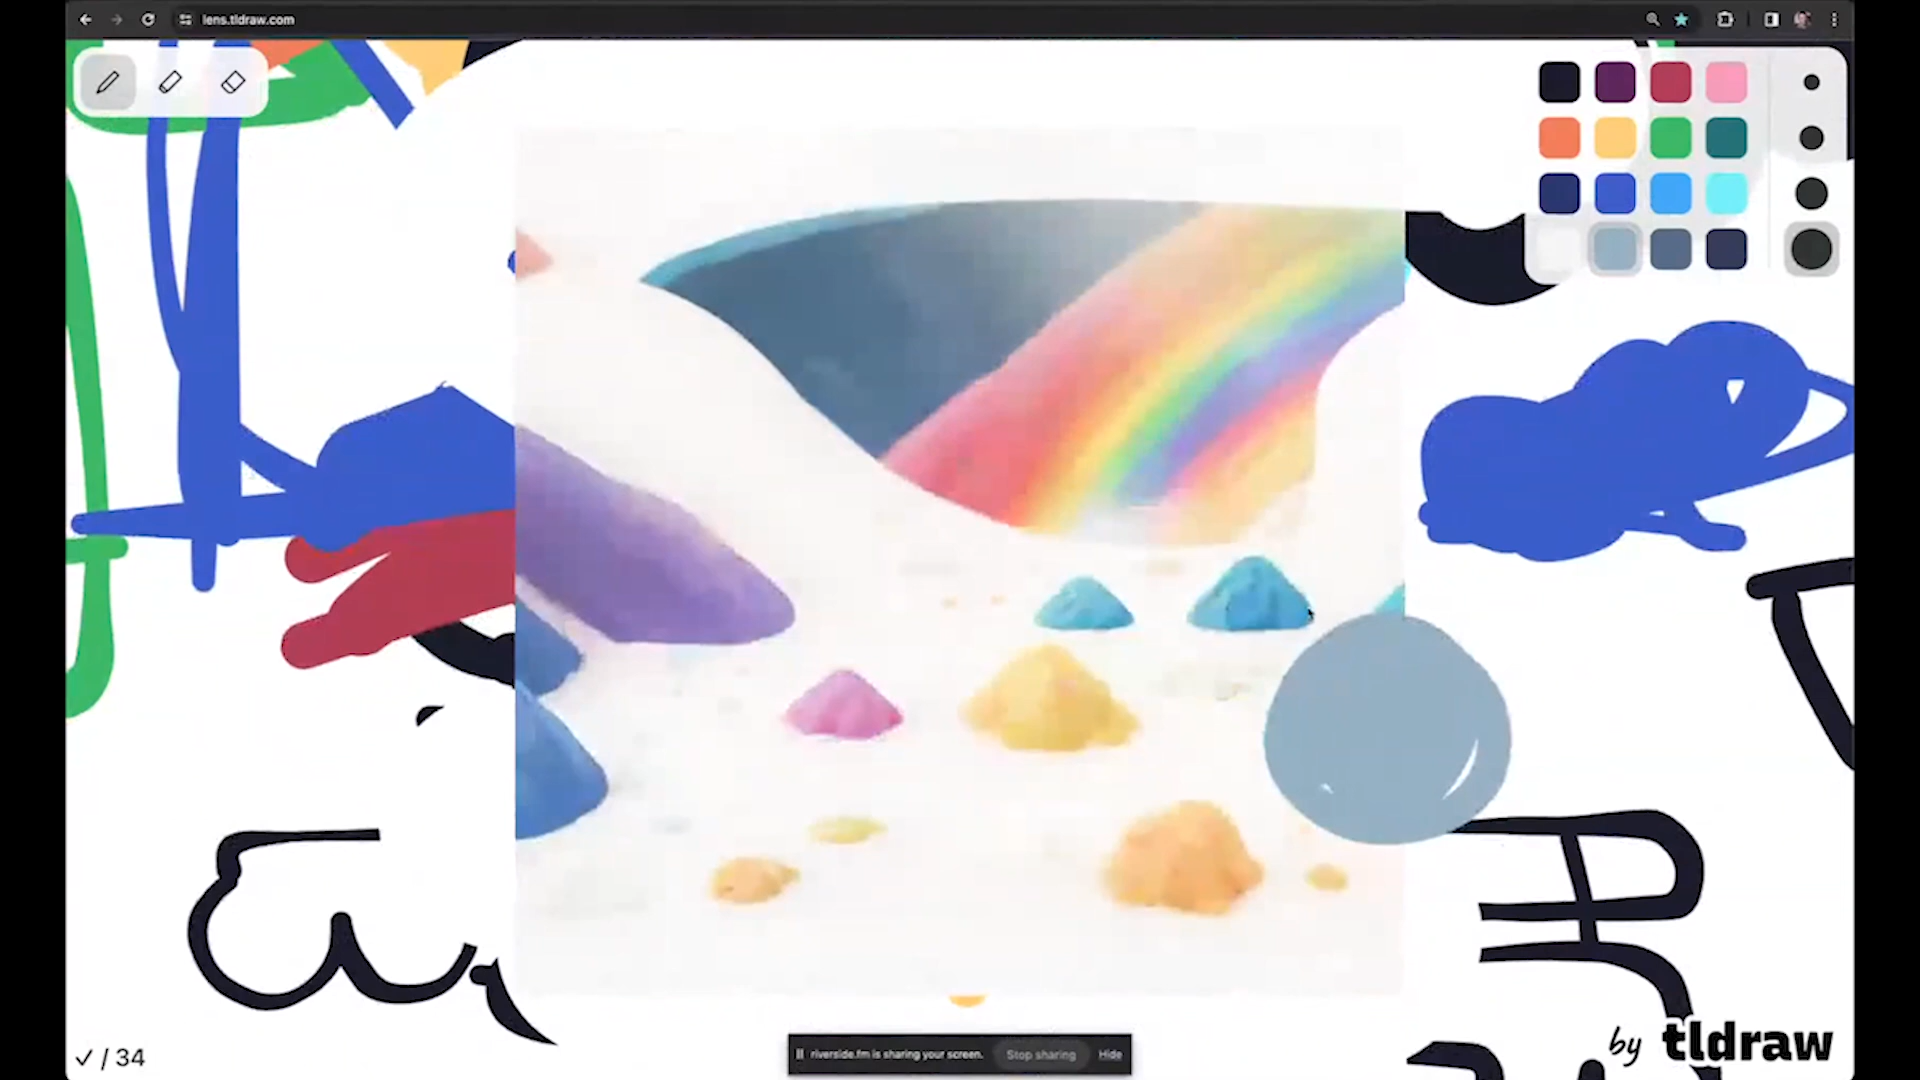 lens.tldraw.com
riverside.fm is sharing your screen. Stop sharing Hide
✓ / 34
by tldraw